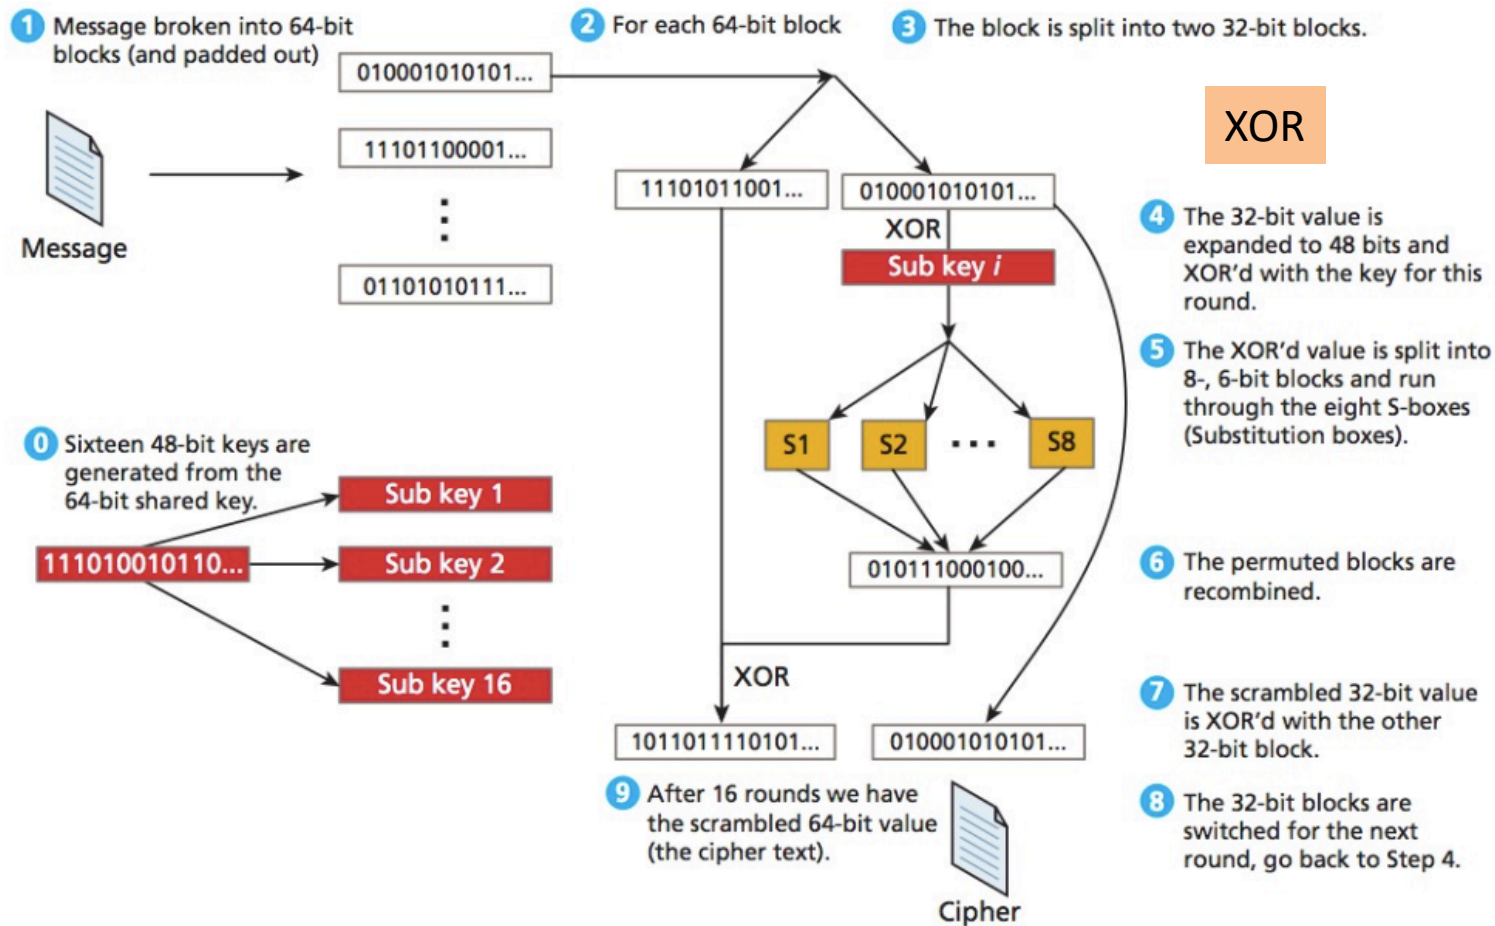 1 Message broken into 64-bit
blocks (and padded out)
2 For each 64-bit block
3 The block is split into two 32-bit blocks.
010001010101...
11101100001...
01101010111...
Message
XOR
11101011001...
010001010101...
XOR
Sub key i
4 The 32-bit value is
expanded to 48 bits and
XOR'd with the key for this
round.
5 The XOR'd value is split into
8-, 6-bit blocks and run
through the eight S-boxes
(Substitution boxes).
S1
S2
S8
0 Sixteen 48-bit keys are
generated from the
64-bit shared key.
111010010110...
Sub key 1
Sub key 2
Sub key 16
010111000100...
6 The permuted blocks are
recombined.
XOR
7 The scrambled 32-bit value
is XOR'd with the other
32-bit block.
1011011110101...
010001010101...
8 The 32-bit blocks are
switched for the next
round, go back to Step 4.
9 After 16 rounds we have
the scrambled 64-bit value
(the cipher text).
Cipher